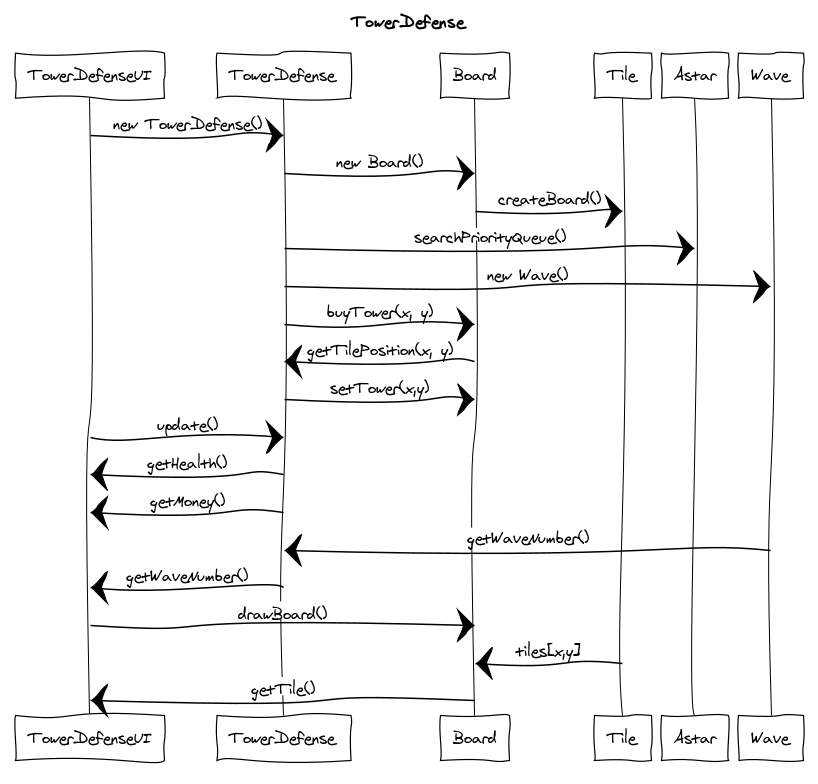 TowerDefense
TowerDefenseUI TowerDefense Board Tile Astar Wave
new TowerDefense()
new Board()
createBoard()
searchPriorityQueue()
new Wave()
buyTower(x, y)
getTilePosition(x, y)
setTower(x,y)
update()
getHealth()
getMoney()
getWaveNumber()
getWaveNumber()
drawBoard()
tiles[x,y]
getTile()
TowerDefenseUI TowerDefense Board Tile Astar Wave